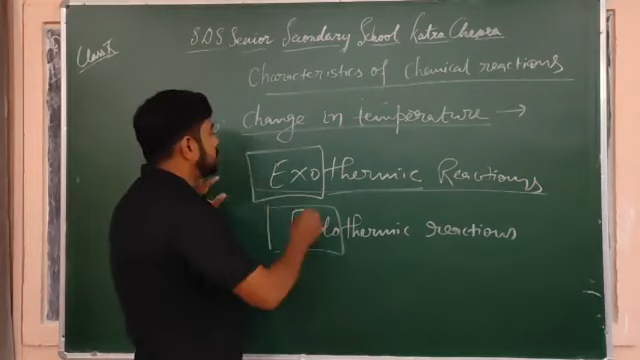 Class X
SDS Senior Secondary School Katra Chapra
Characteristics of chemical reactions
Change in temperature →
Exothermic Reactions
thermic reactions